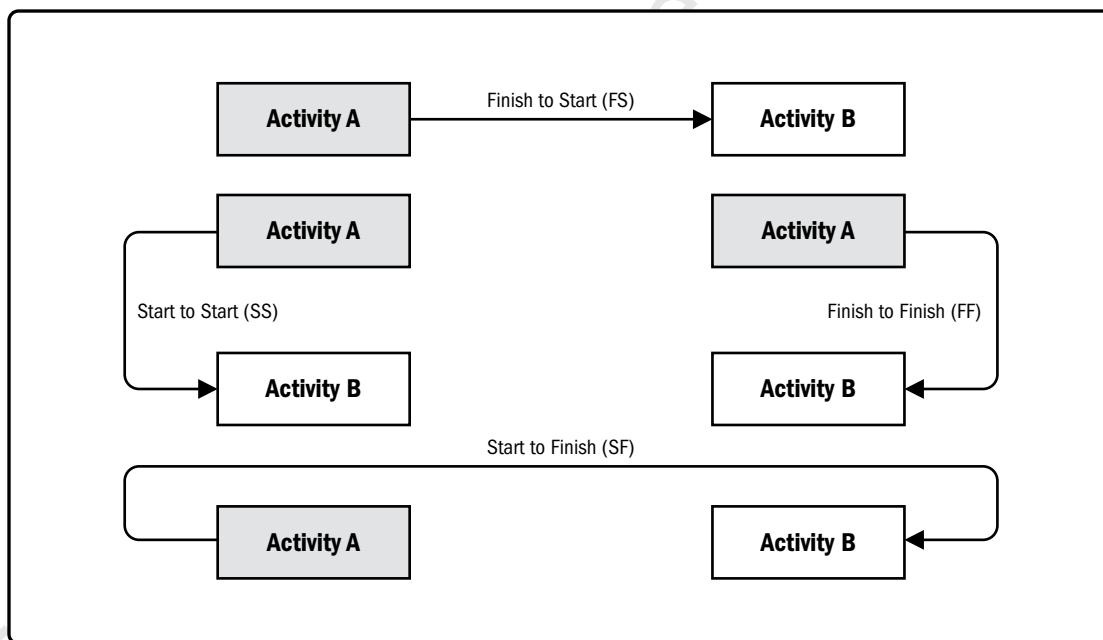 Activity A
Finish to Start (FS)
Activity B
Activity A
Activity A
Start to Start (SS)
Finish to Finish (FF)
Activity B
Activity B
Start to Finish (SF)
Activity A
Activity B